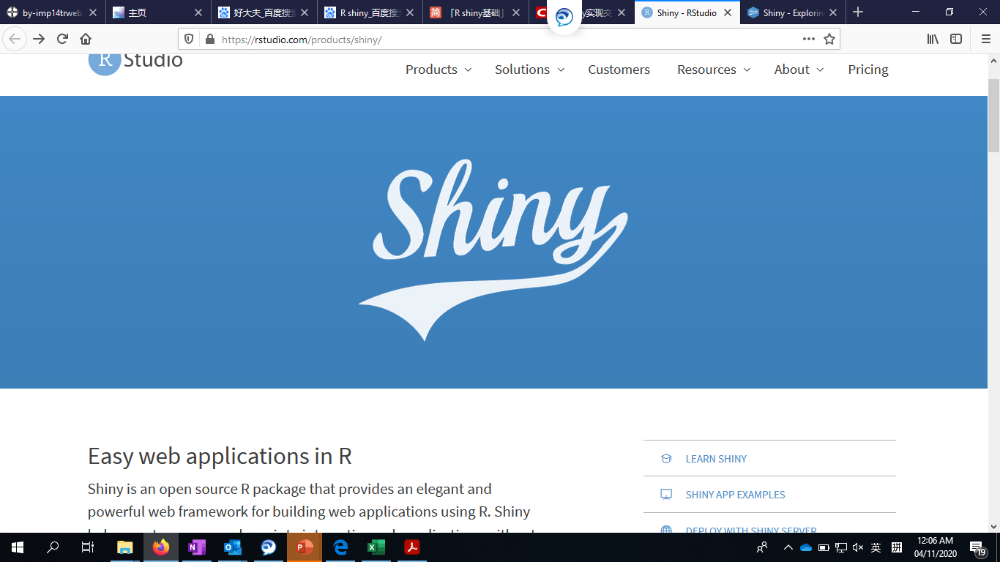 by-imp14trweb.
主页
好大夫_百度搜索
R shiny_百度搜
「R shiny基础」
y实现交
Shiny - RStudio
Shiny - Explorin
https://rstudio.com/products/shiny/
R Studio
Products
Solutions
Customers
Resources
About
Pricing
Shiny
Easy web applications in R
Shiny is an open source R package that provides an elegant and
powerful web framework for building web applications using R. Shiny
LEARN SHINY
SHINY APP EXAMPLES
DEPLOY WITH SHINY SERVER
英
拼
12:06 AM
04/11/2020
19